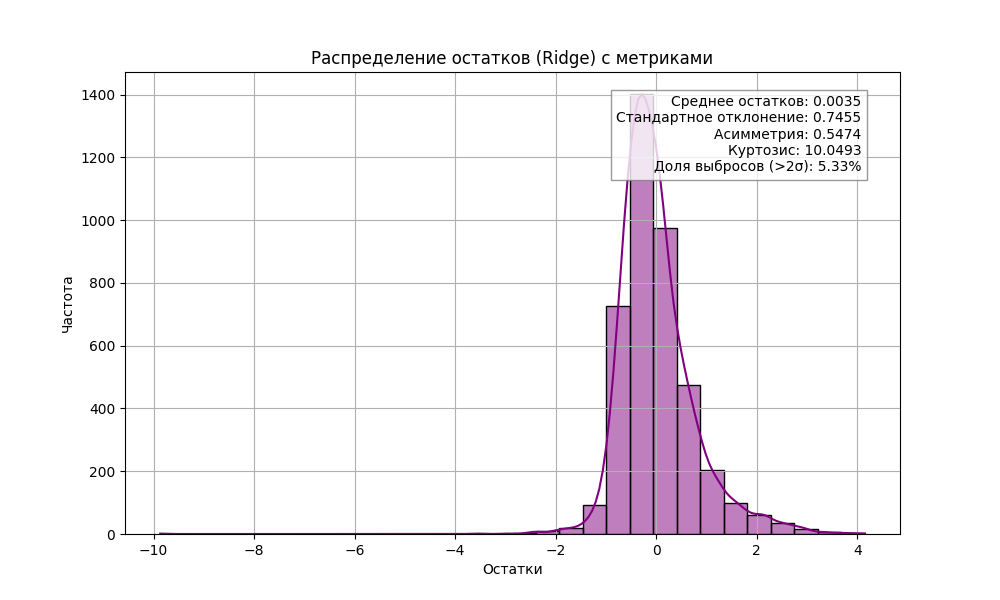 Распределение остатков (Ridge) с метриками
Среднее остатков: 0.0035
Стандартное отклонение: 0.7455
Асимметрия: 0.5474
Куртозис: 10.0493
Доля выбросов (>2σ): 5.33%
Частота
1400
1200
1000
800
600
400
200
0
−10 −8 −6 −4 −2 0 2 4
Остатки